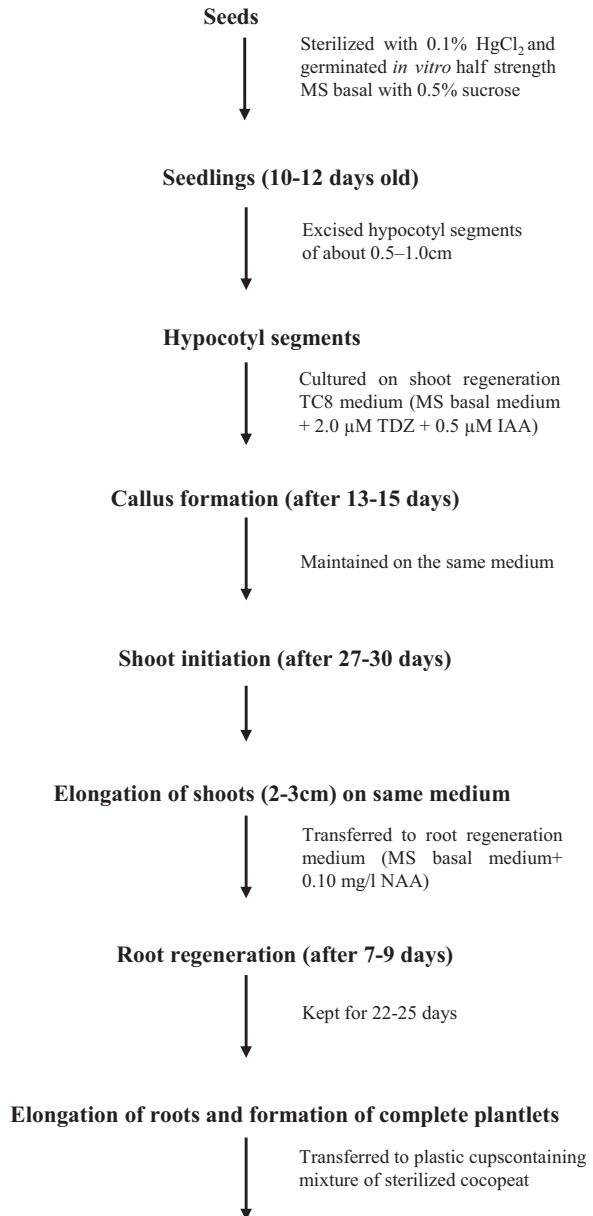 Seeds
Sterilized with 0.1% HgCl₂ and
germinated in vitro half strength
MS basal with 0.5% sucrose
Seedlings (10-12 days old)
Excised hypocotyl segments
of about 0.5–1.0cm
Hypocotyl segments
Cultured on shoot regeneration
TC8 medium (MS basal medium
+ 2.0 µM TDZ + 0.5 µM IAA)
Callus formation (after 13-15 days)
Maintained on the same medium
Shoot initiation (after 27-30 days)
Elongation of shoots (2-3cm) on same medium
Transferred to root regeneration
medium (MS basal medium+
0.10 mg/l NAA)
Root regeneration (after 7-9 days)
Kept for 22-25 days
Elongation of roots and formation of complete plantlets
Transferred to plastic cupscontaining
mixture of sterilized cocopeat